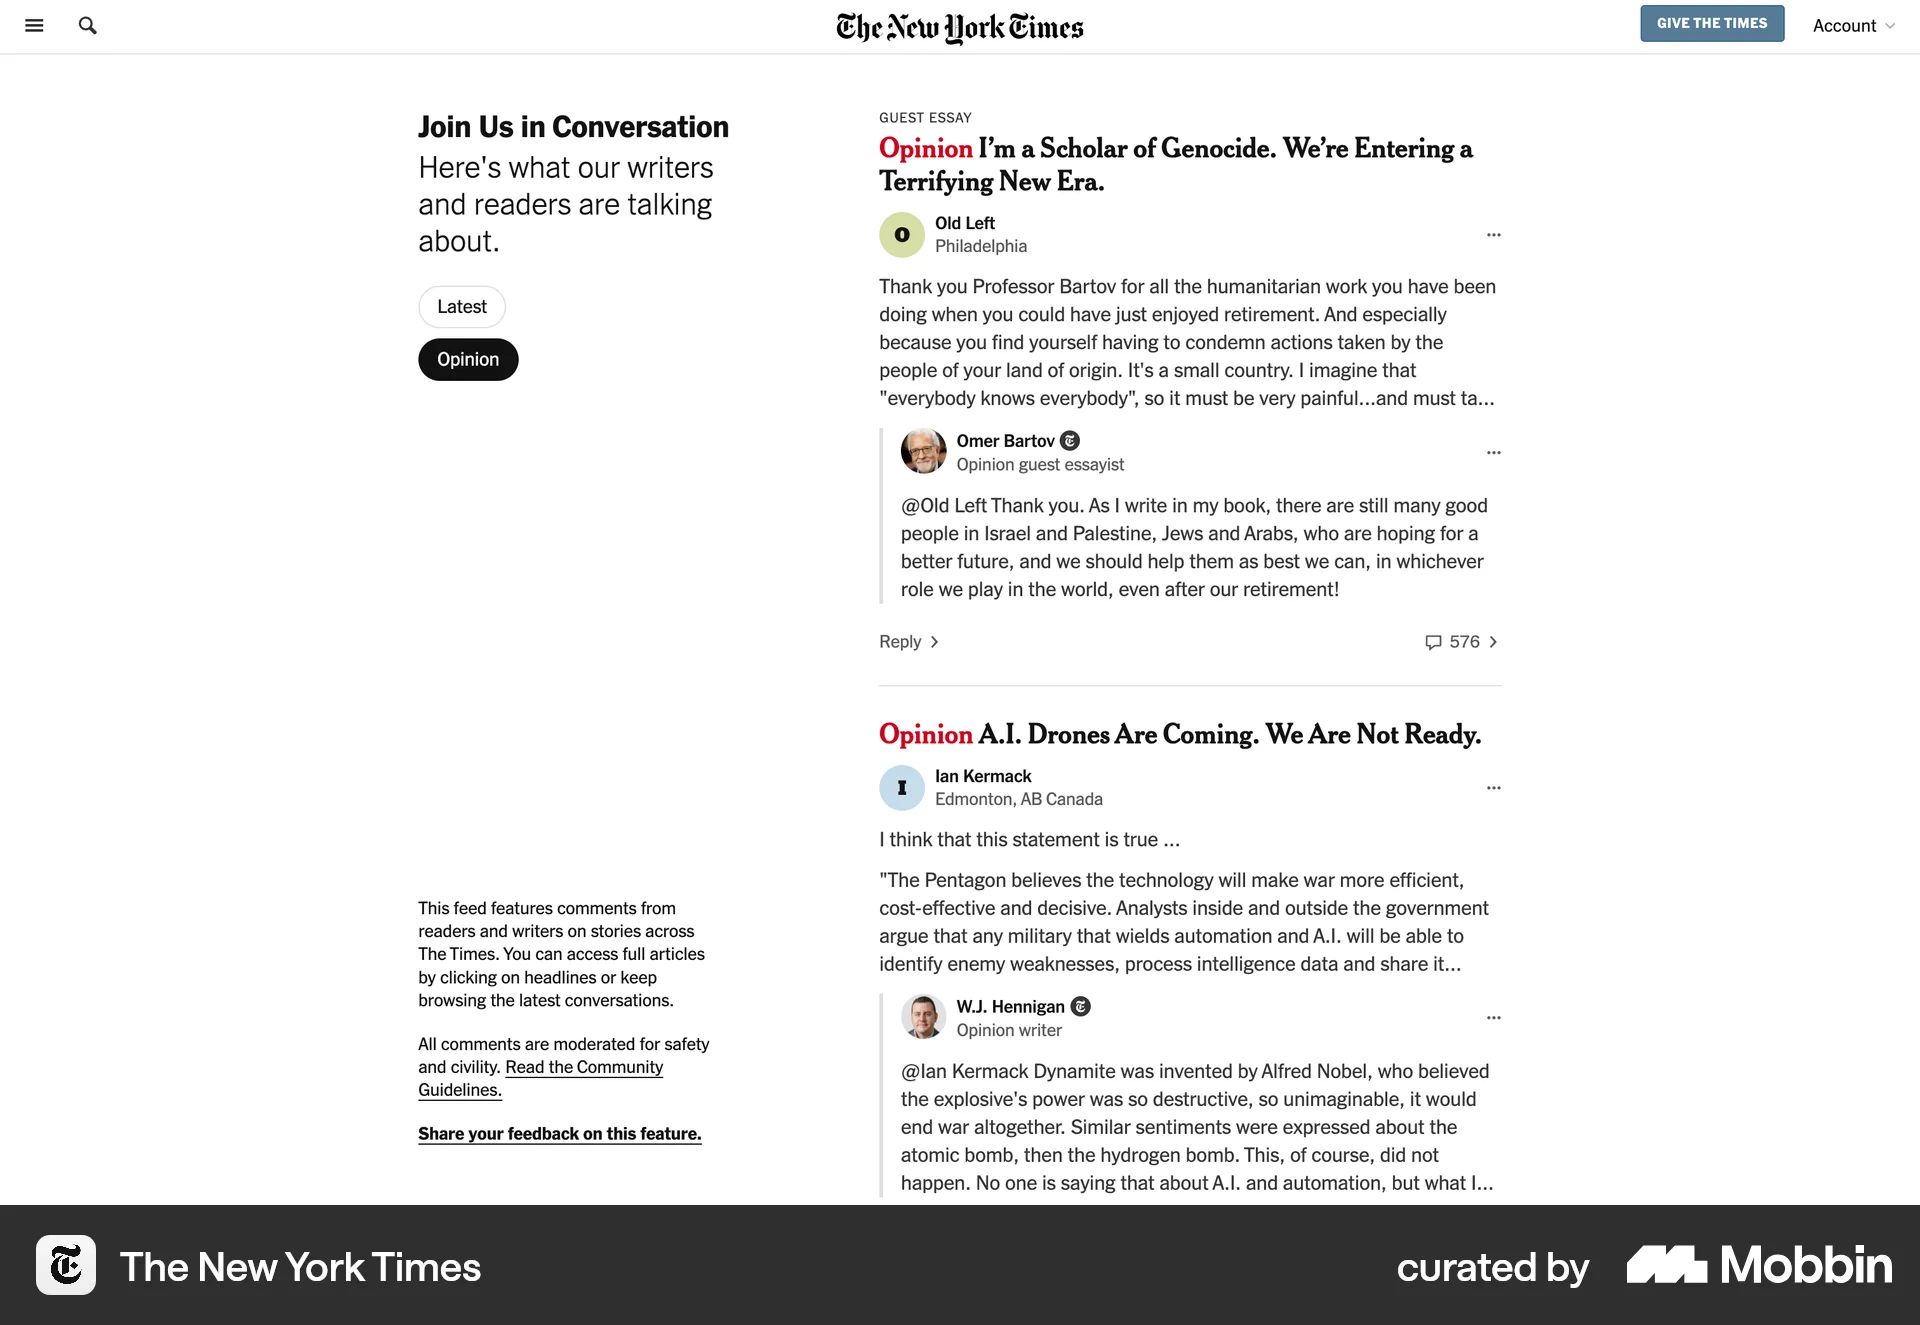 The New York Times
GIVE THE TIMES
Account
Join Us in Conversation
Here's what our writers
and readers are talking
about.
Latest
Opinion
This feed features comments from
readers and writers on stories across
The Times. You can access full articles
by clicking on headlines or keep
browsing the latest conversations.
All comments are moderated for safety
and civility. Read the Community
Guidelines.
Share your feedback on this feature.
GUEST ESSAY
Opinion I’m a Scholar of Genocide. We’re Entering a
Terrifying New Era.
O
Old Left
Philadelphia
Thank you Professor Bartov for all the humanitarian work you have been
doing when you could have just enjoyed retirement. And especially
because you find yourself having to condemn actions taken by the
people of your land of origin. It's a small country. I imagine that
"everybody knows everybody", so it must be very painful...and must ta...
Omer Bartov T
Opinion guest essayist
@Old Left Thank you. As I write in my book, there are still many good
people in Israel and Palestine, Jews and Arabs, who are hoping for a
better future, and we should help them as best we can, in whichever
role we play in the world, even after our retirement!
Reply
576
Opinion A.I. Drones Are Coming. We Are Not Ready.
I
Ian Kermack
Edmonton, AB Canada
I think that this statement is true ...
"The Pentagon believes the technology will make war more efficient,
cost-effective and decisive. Analysts inside and outside the government
argue that any military that wields automation and A.I. will be able to
identify enemy weaknesses, process intelligence data and share it...
W.J. Hennigan T
Opinion writer
@Ian Kermack Dynamite was invented by Alfred Nobel, who believed
the explosive's power was so destructive, so unimaginable, it would
end war altogether. Similar sentiments were expressed about the
atomic bomb, then the hydrogen bomb. This, of course, did not
happen. No one is saying that about A.I. and automation, but what I...
T
The New York Times
curated by
Mobbin